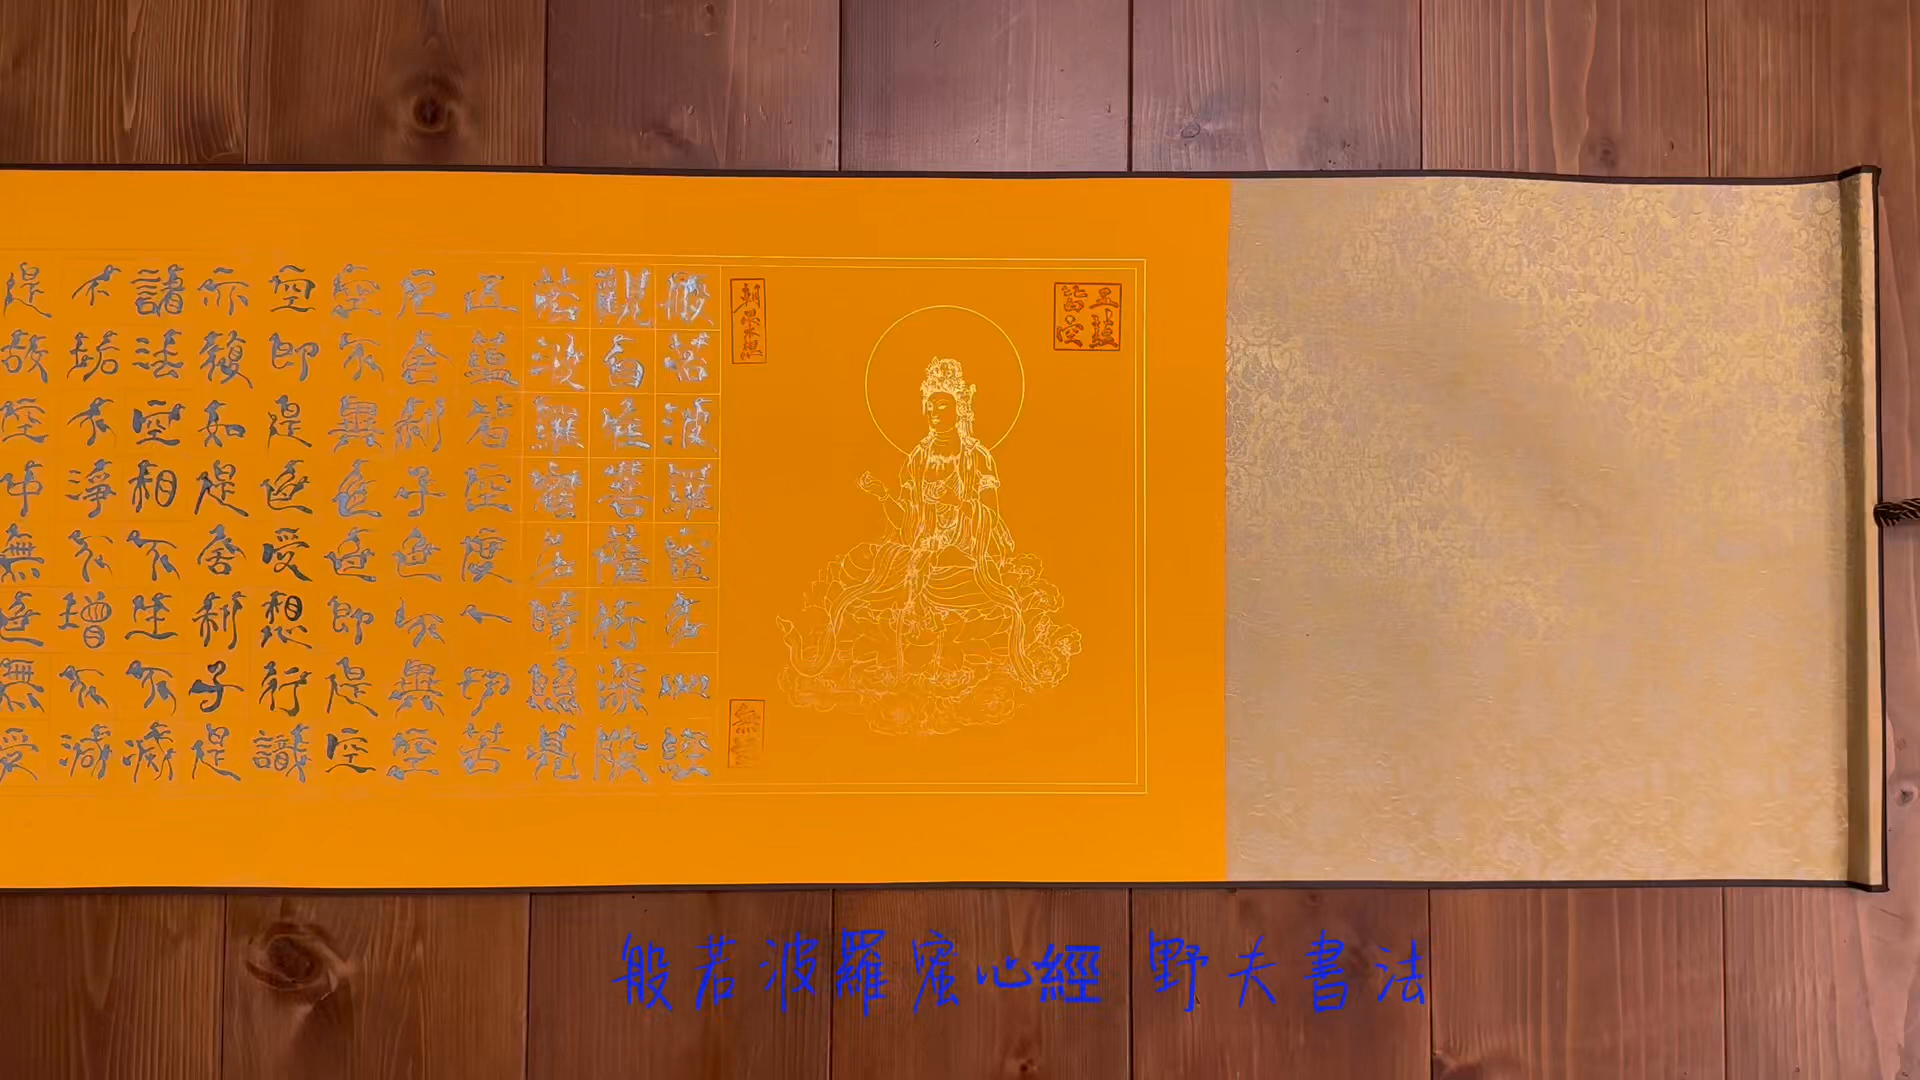 五蘊皆空
般若波羅蜜多心經
觀自在菩薩行深般
若波羅蜜多時照見
五蘊皆空度一切苦
厄舍利子色不異空
空不異色色即是空
空即是色受想行識
亦復如是舍利子是
諸法空相不生不滅
不垢不淨不增不減
是故空中無色無受
般若波羅蜜心經 野夫書法